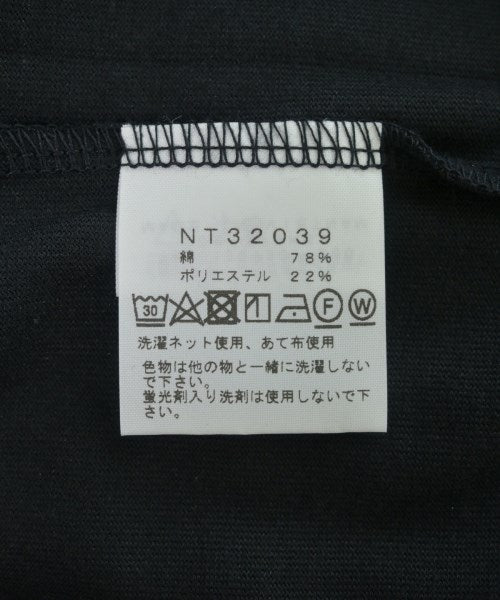 NT32039
綿 78%
ポリエステル 22%
30 F W
洗濯ネット使用、あて布使用
色物は他の物と一緒に洗濯しない
で下さい。
蛍光剤入り洗剤は使用しないで下
さい。